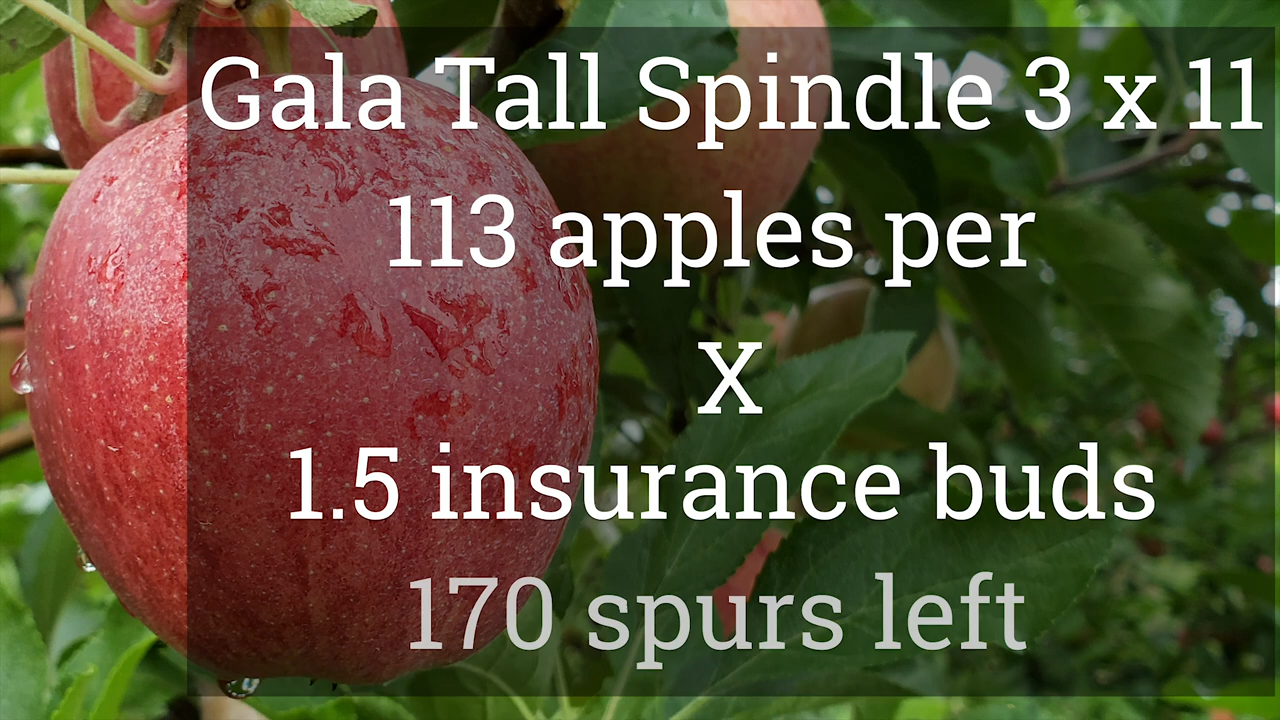 Gala Tall Spindle 3 x 11
113 apples per
X
1.5 insurance buds
170 spurs left